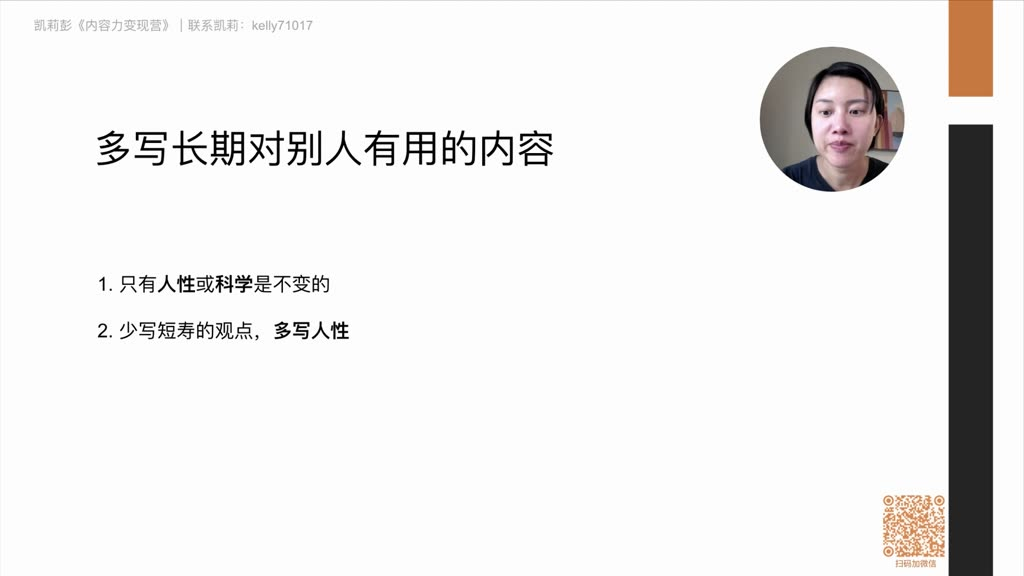 凯莉彭《内容力变现营》｜联系凯莉：kelly71017
多写长期对别人有用的内容
1. 只有人性或科学是不变的
2. 少写短寿的观点，多写人性
扫码加微信